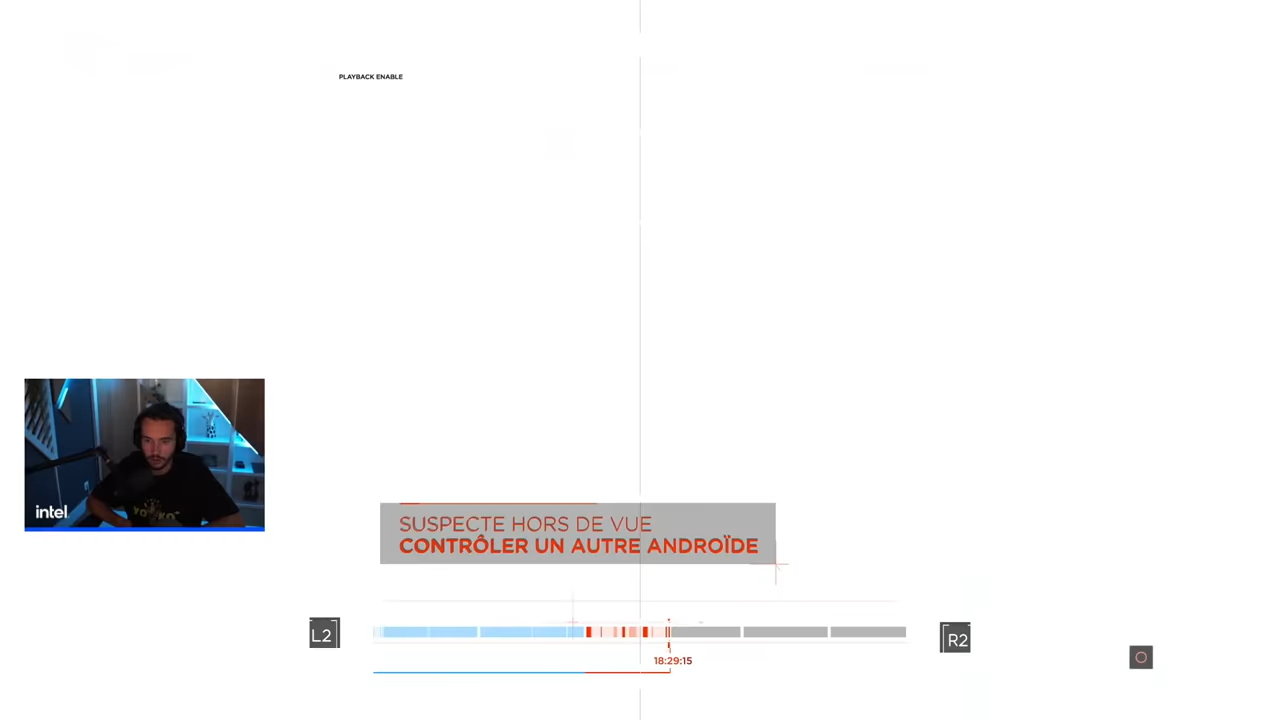 PLAYBACK ENABLE
intel
SUSPECTE HORS DE VUE
CONTRÔLER UN AUTRE ANDROÏDE
L2
R2
18:29:15